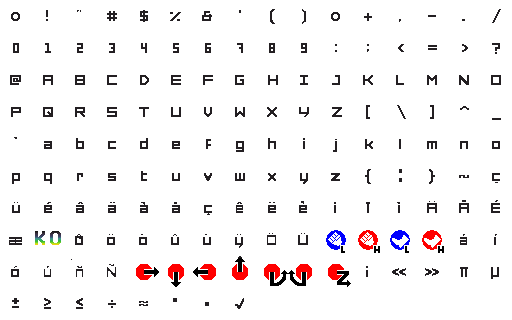 o ! ¨ # $ % & ' ( ) o + , - . /
0 1 2 3 4 5 6 7 8 9 : ; < = > ?
@ A B C D E F G H I J K L M N O
P Q R S T U V W X Y Z [ \ ] ^ _
` a b c d e f g h i j k l m n o
p q r s t u v w x y z { ¦ } ~ ç
ü é â ä à å ç ê ë è ï î ì Ä Å É
æ KO ô ö ò û ù ÿ Ö Ü L H L H á í
ó ú ñ Ñ Z ¡ « » π µ
± ≥ ≤ ÷ ≈ ° · √